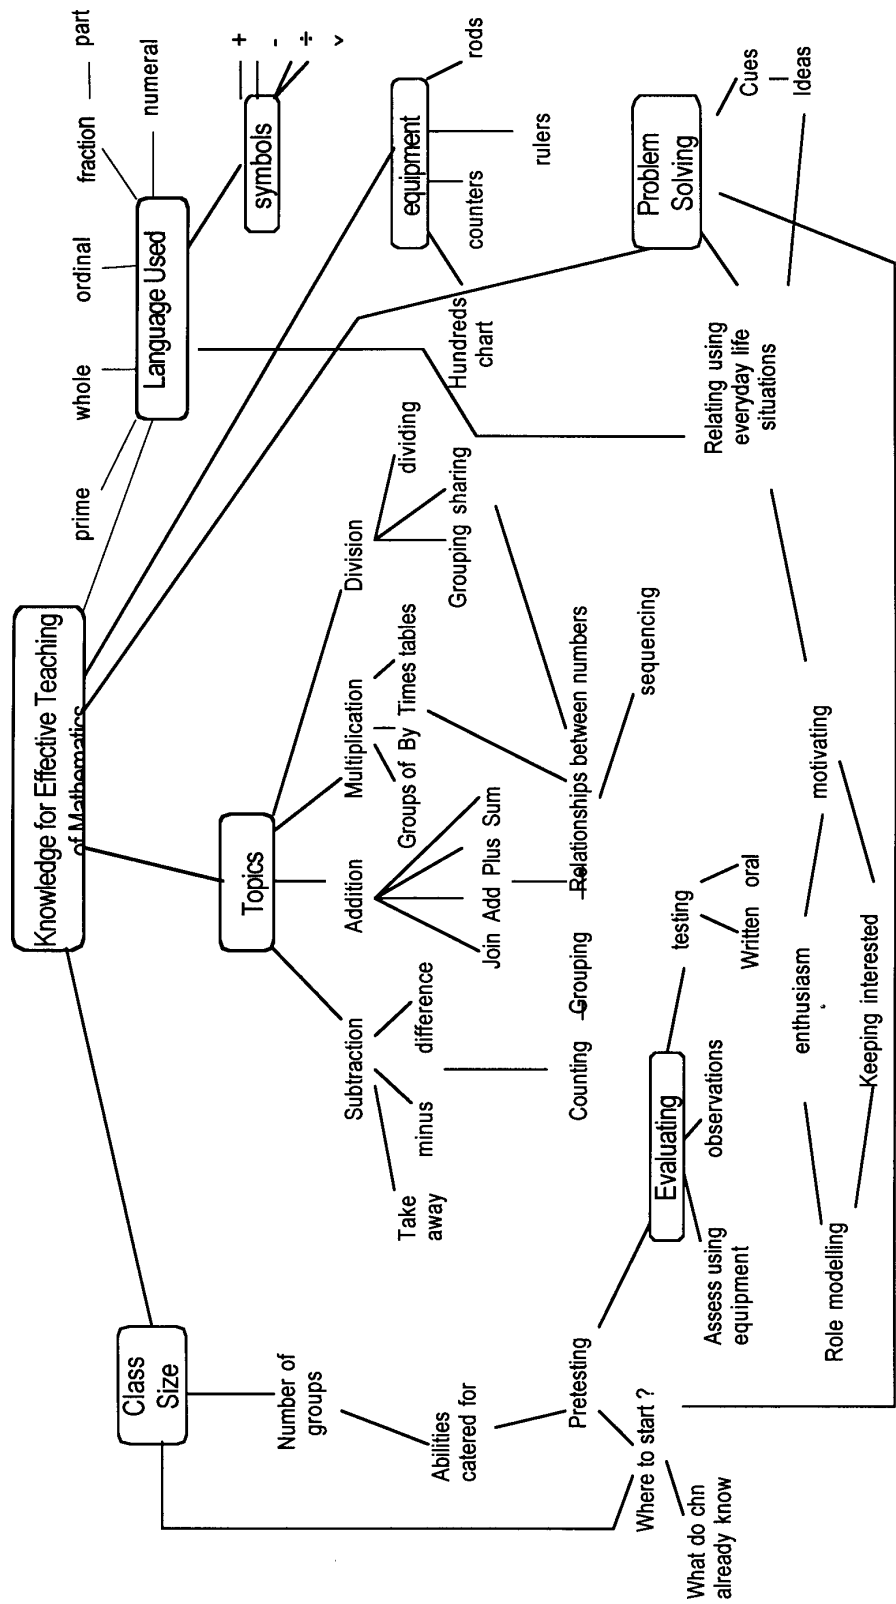 Knowledge for Effective Teaching
of Mathematics
Class
Size
Topics
Language Used
prime
whole
ordinal
fraction
part
numeral
symbols
+
-
÷
v
equipment
Hundreds
chart
counters
rulers
rods
Problem
Solving
Cues
Ideas
Number of
groups
Abilities
catered for
Pretesting
Where to start ?
What do chn
already know
Subtraction
Take
away
minus
difference
Addition
Join Add Plus Sum
Multiplication
Groups of By Times tables
Division
Grouping sharing
dividing
Counting
Grouping
Relationships between numbers
sequencing
Evaluating
Assess using
equipment
observations
testing
Written
oral
Relating using
everyday life
situations
Role modelling
enthusiasm
motivating
Keeping interested